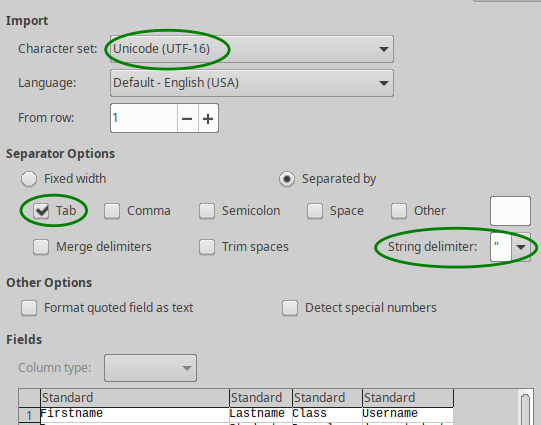 Import
Character set: Unicode (UTF-16)
Language: Default - English (USA)
From row: 1
Separator Options
Fixed width Separated by
Tab Comma Semicolon Space Other
Merge delimiters Trim spaces String delimiter: "
Other Options
Format quoted field as text Detect special numbers
Fields
Column type:
Standard Standard Standard Standard
1 Firstname Lastname Class Username